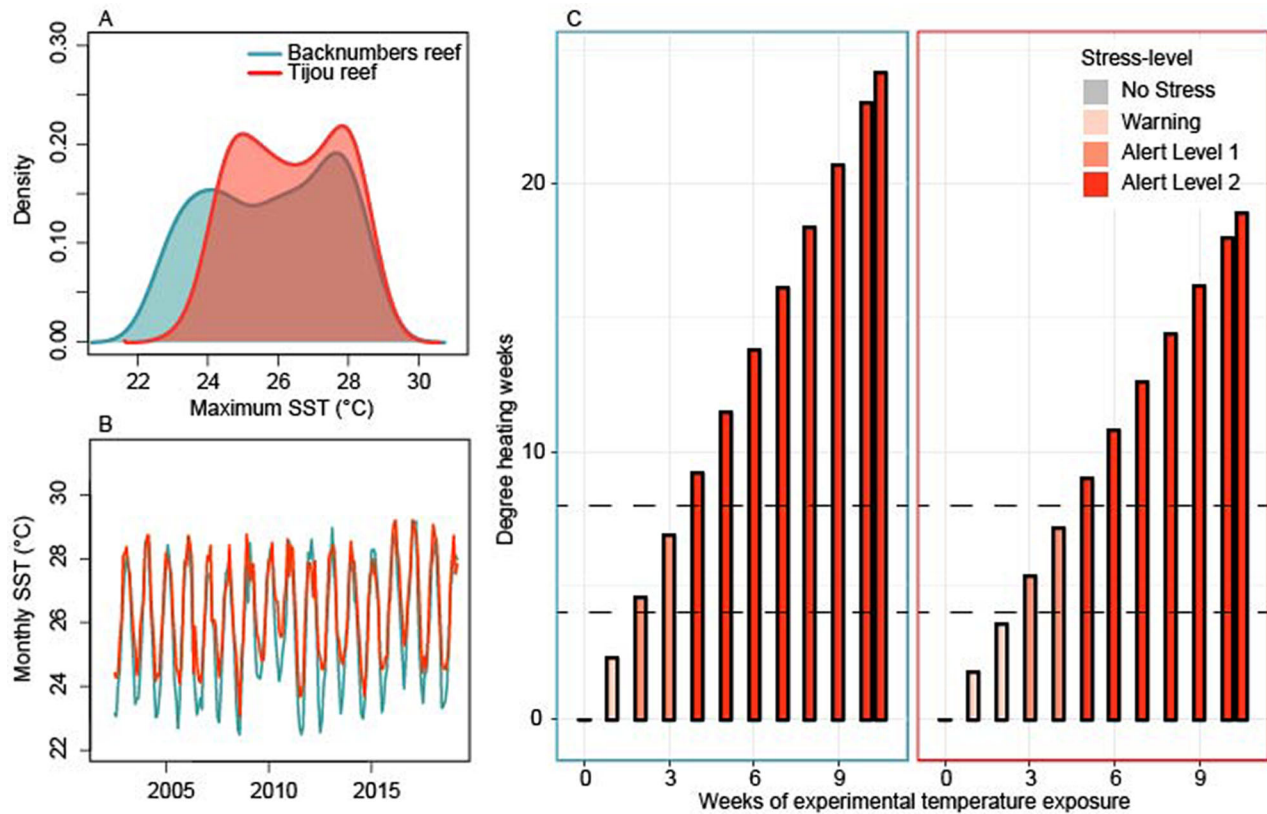 A
Density
0.00
0.10
0.20
0.30
Backnumbers reef
Tijou reef
22 24 26 28 30
Maximum SST (°C)
B
Monthly SST (°C)
22
24
26
28
30
2005 2010 2015
C
Degree heating weeks
20
10
0
Stress-level
No Stress
Warning
Alert Level 1
Alert Level 2
0 3 6 9 0 3 6 9
Weeks of experimental temperature exposure